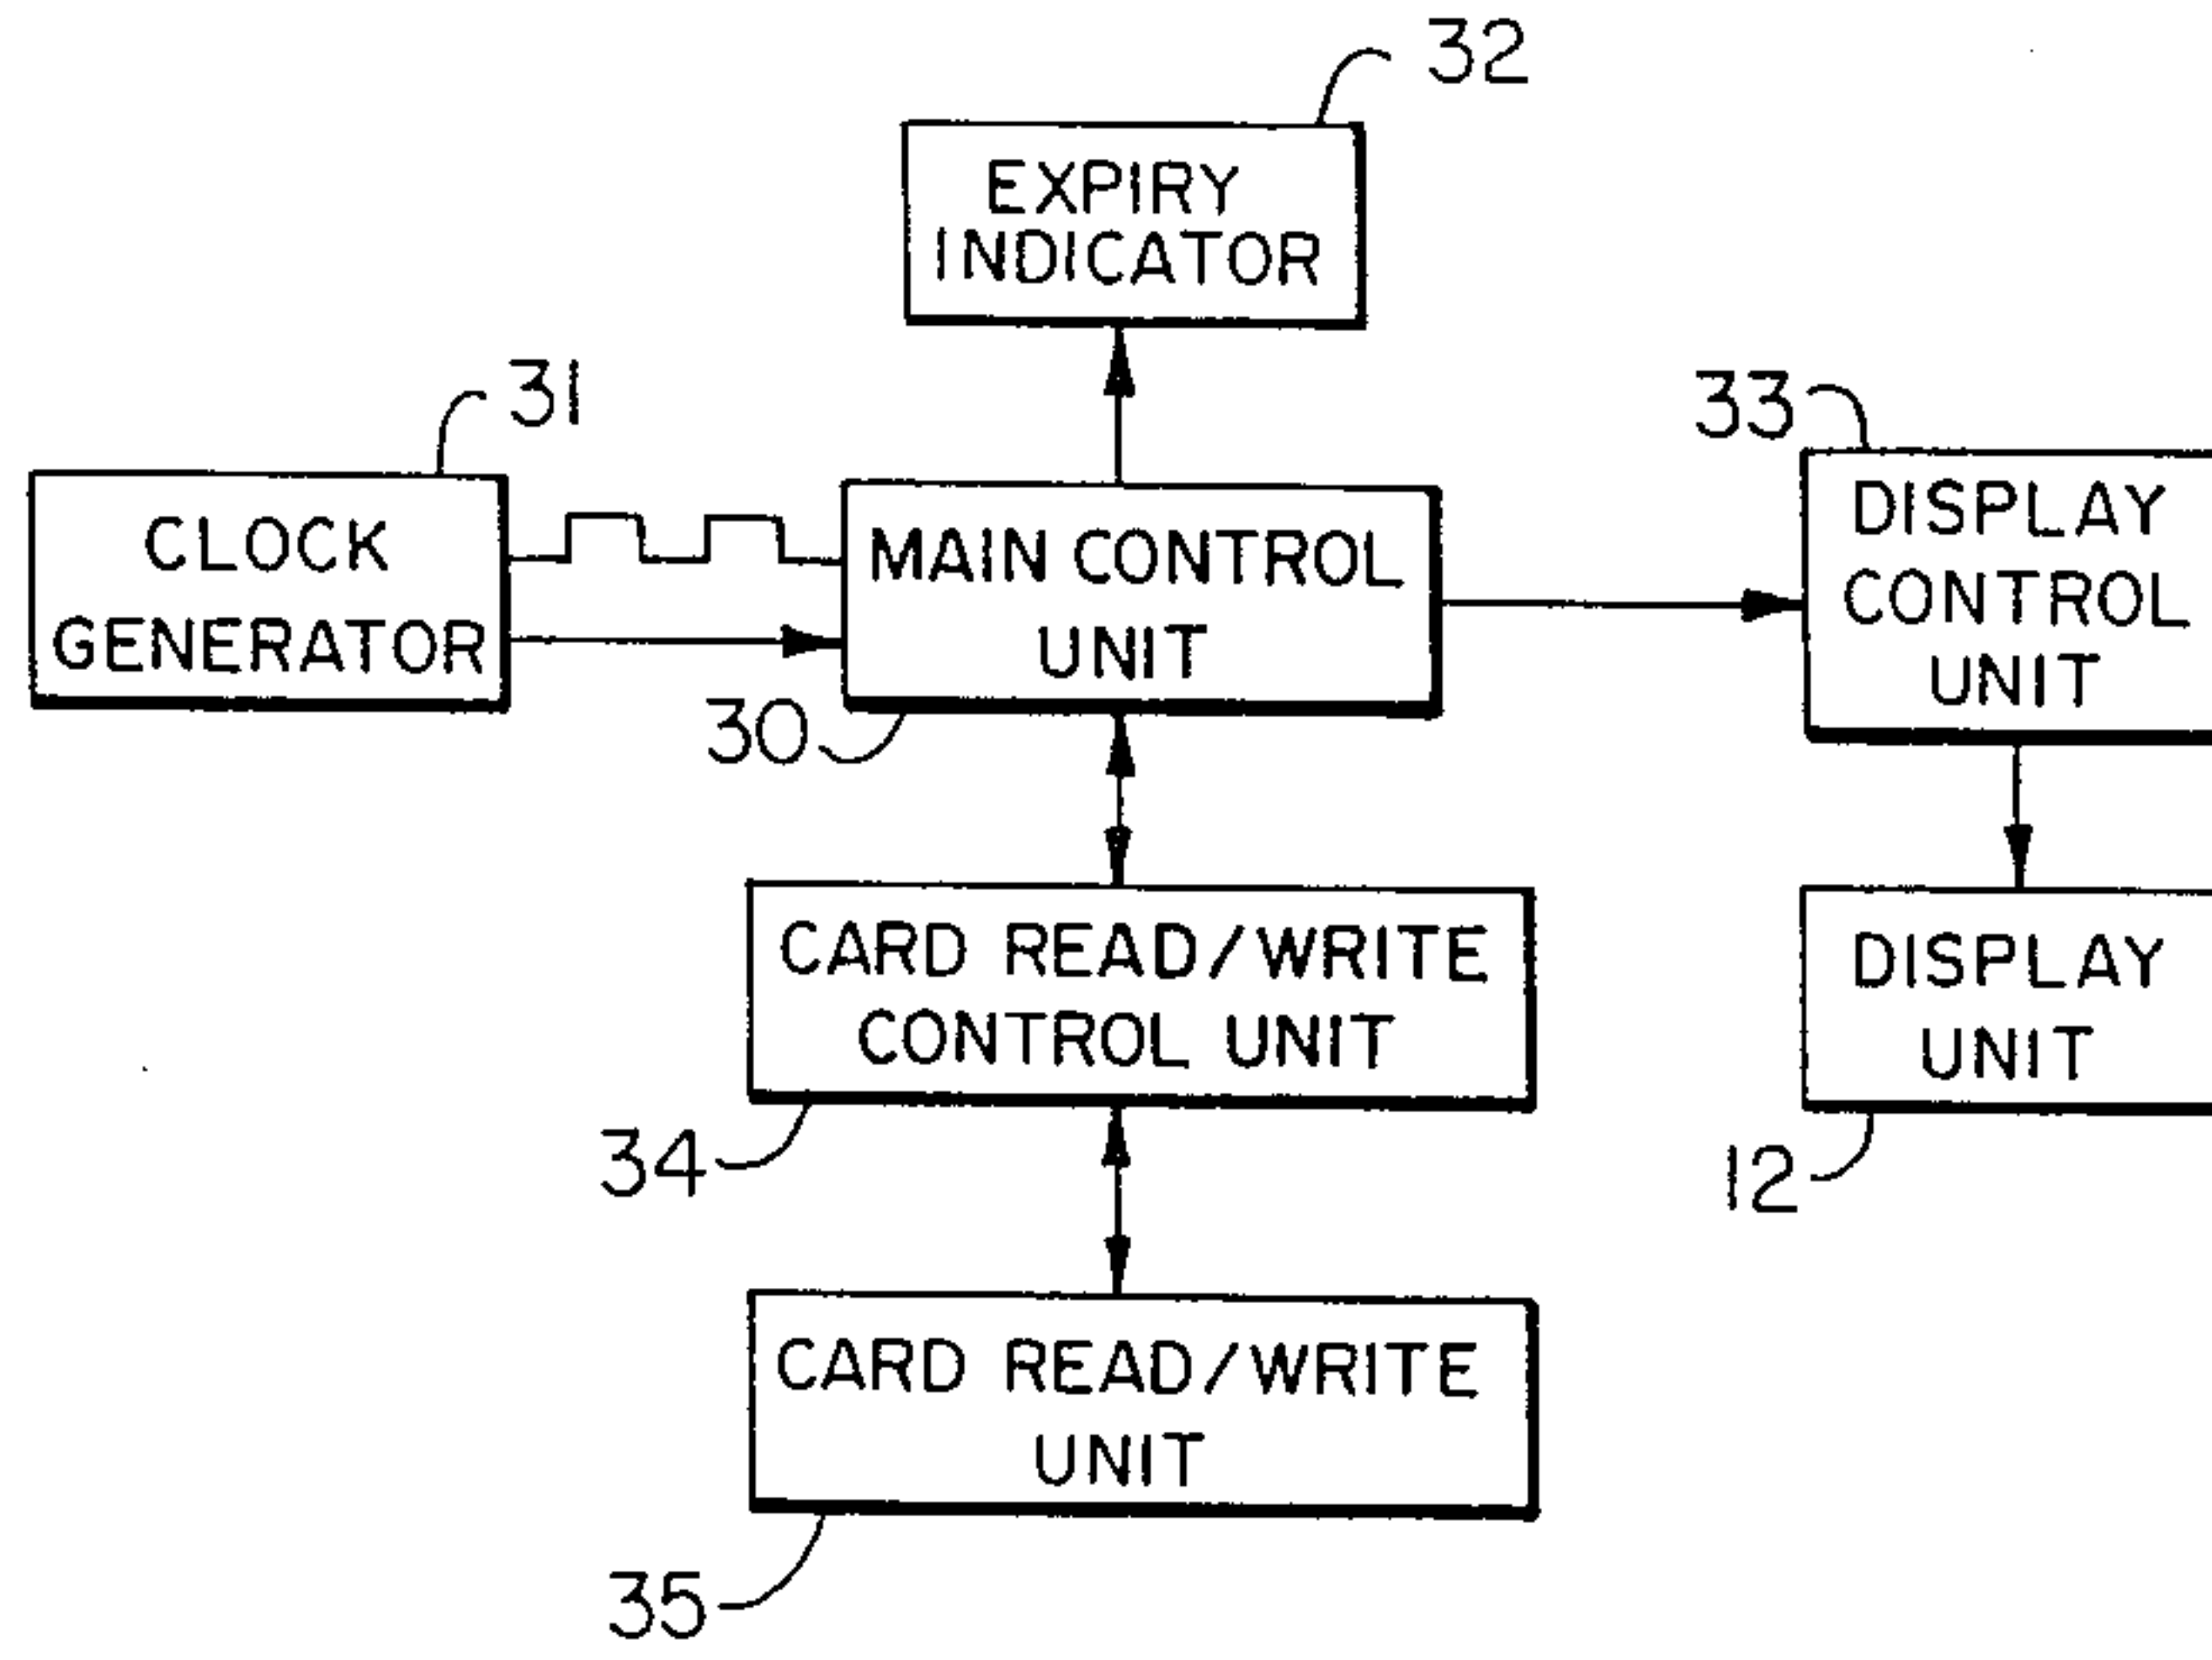 32
EXPIRY
INDICATOR
31
33
CLOCK
GENERATOR
MAIN CONTROL
UNIT
DISPLAY
CONTROL
UNIT
30
CARD READ/WRITE
CONTROL UNIT
DISPLAY
UNIT
34
12
CARD READ/WRITE
UNIT
35